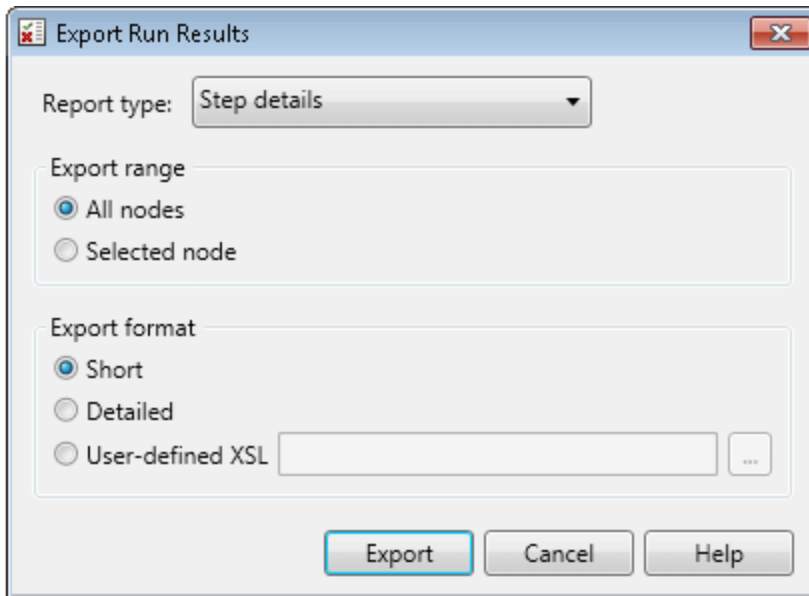 Export Run Results
Report type: Step details
Export range
All nodes
Selected node
Export format
Short
Detailed
User-defined XSL ...
Export Cancel Help